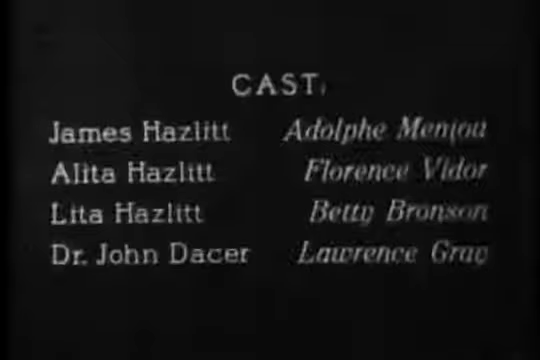 CAST:
James Hazlitt Adolphe Menjou
Alita Hazlitt Florence Vidor
Lita Hazlitt Betty Bronson
Dr. John Dacer Lawrence Gray